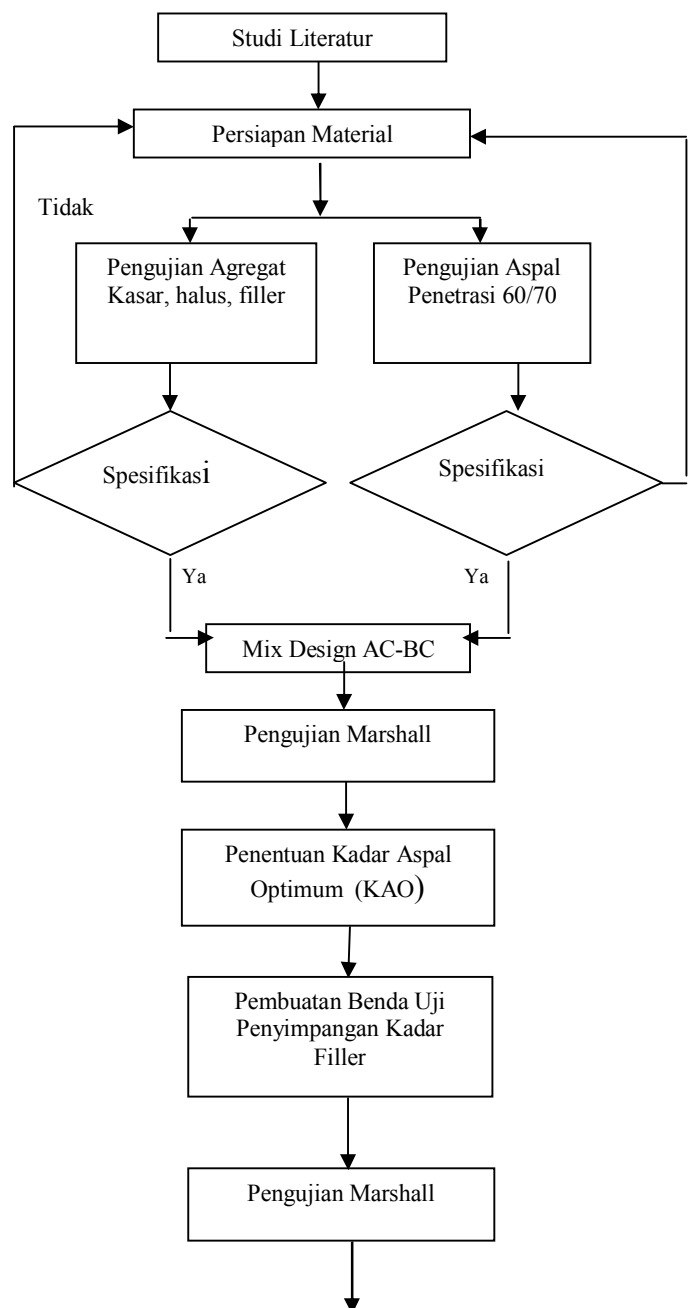 Studi Literatur
Persiapan Material
Tidak
Pengujian Agregat
Kasar, halus, filler
Pengujian Aspal
Penetrasi 60/70
Spesifikasi
Spesifikasi
Ya
Ya
Mix Design AC-BC
Pengujian Marshall
Penentuan Kadar Aspal
Optimum (KAO)
Pembuatan Benda Uji
Penyimpangan Kadar
Filler
Pengujian Marshall